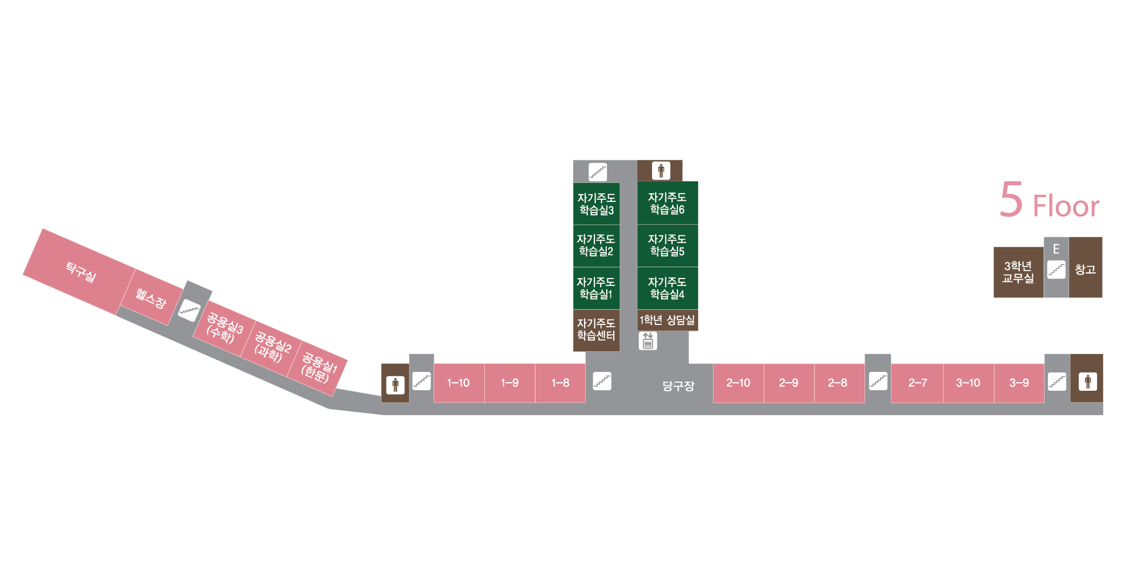 5 Floor
자기주도
학습실3
자기주도
학습실6
자기주도
학습실2
자기주도
학습실5
자기주도
학습실1
자기주도
학습실4
자기주도
학습센터
1학년 상담실
3학년
교무실
E
창고
탁구실
헬스장
공용실3
(수학)
공용실2
(과학)
공용실1
(한문)
1-10
1-9
1-8
당구장
2-10
2-9
2-8
2-7
3-10
3-9